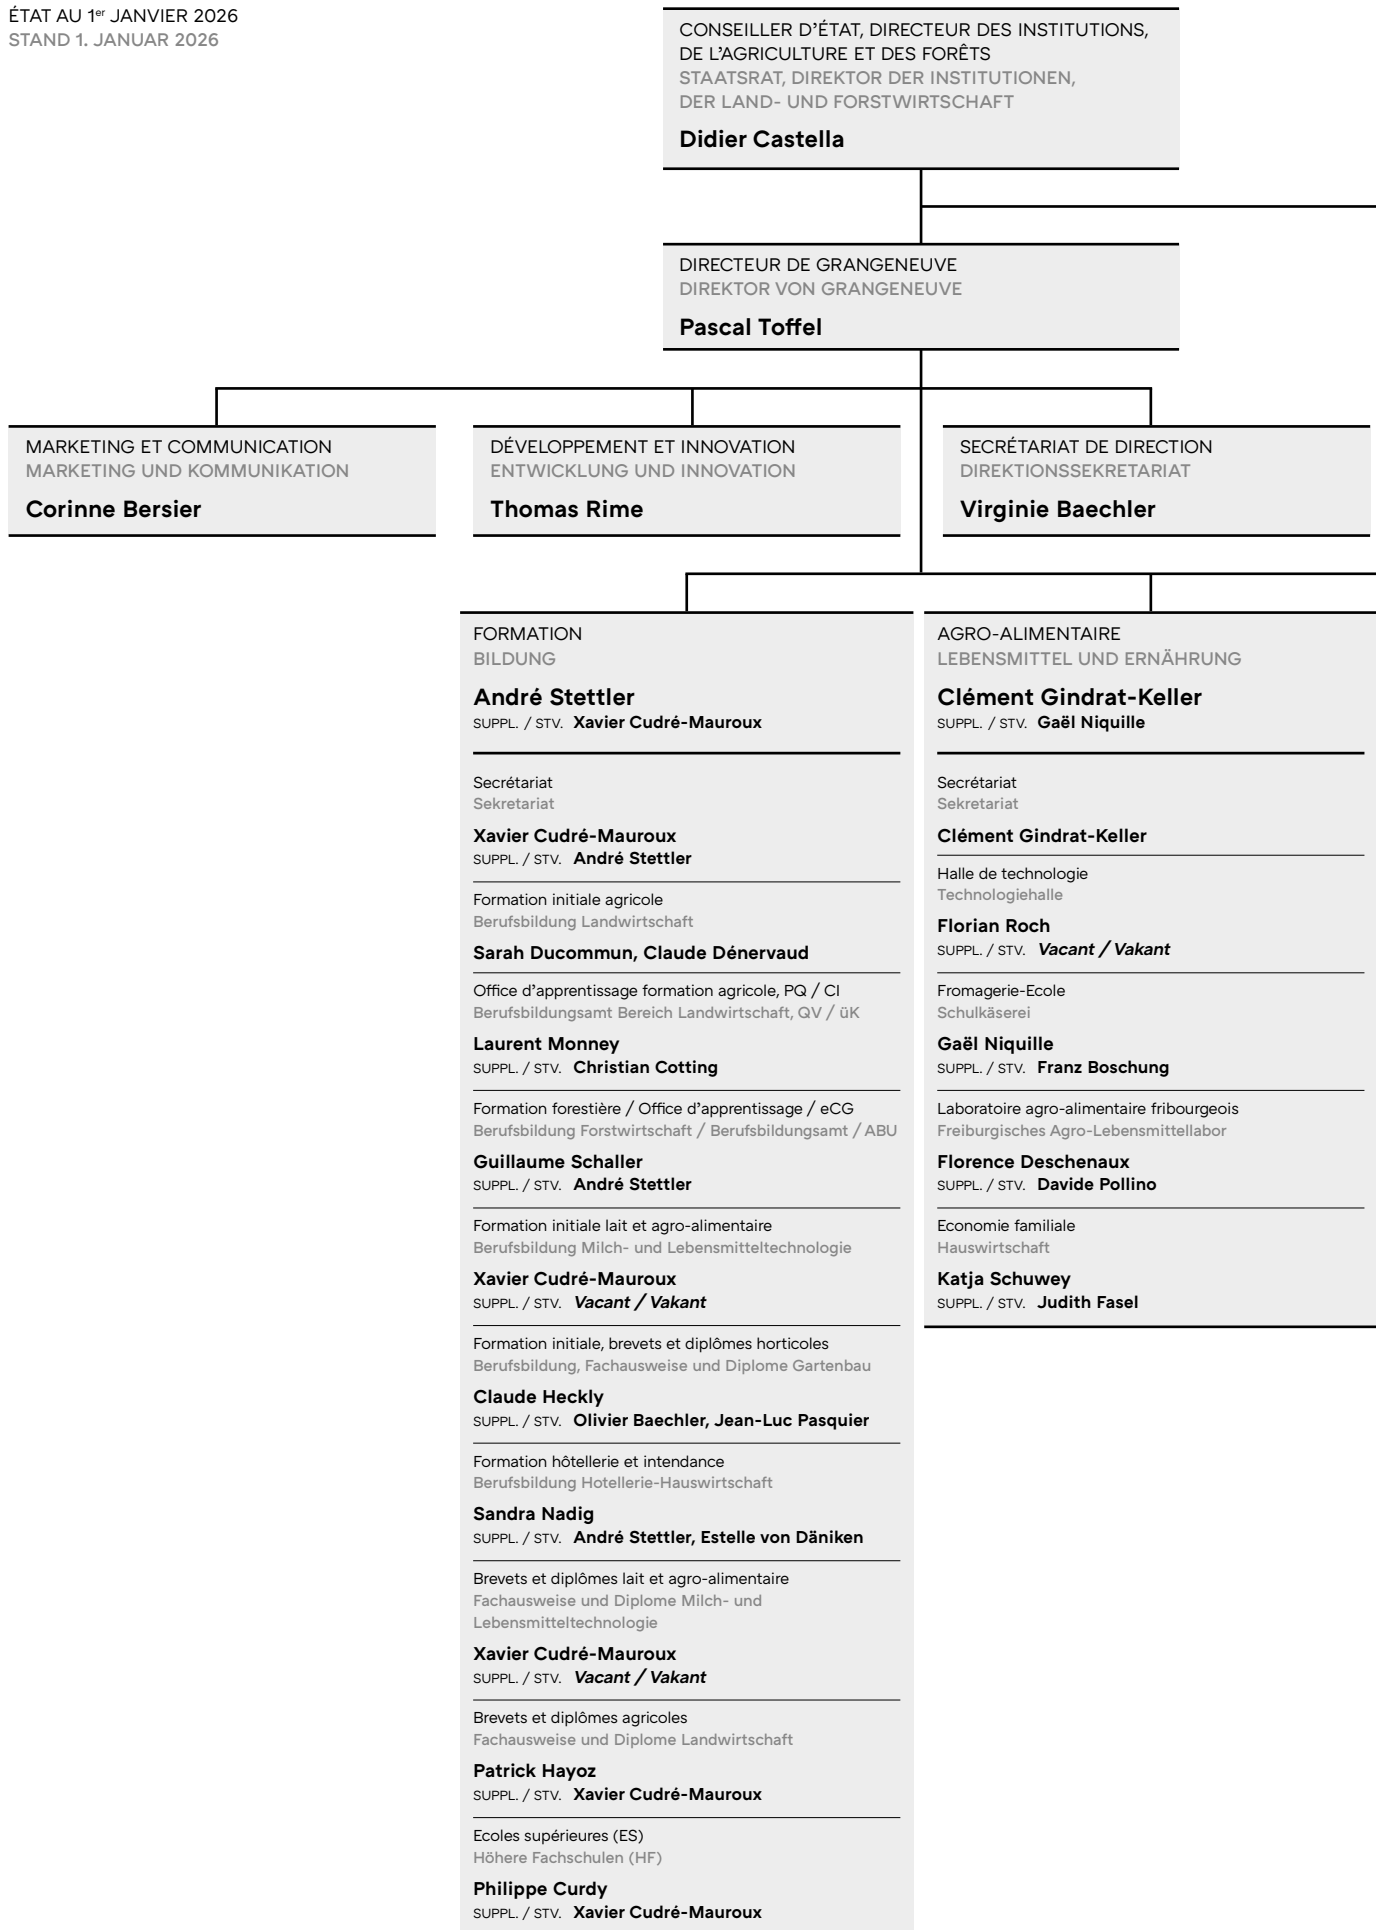 ÉTAT AU 1er JANVIER 2026
STAND 1. JANUAR 2026
CONSEILLER D’ÉTAT, DIRECTEUR DES INSTITUTIONS,
DE L’AGRICULTURE ET DES FORÊTS
STAATSRAT, DIREKTOR DER INSTITUTIONEN,
DER LAND- UND FORSTWIRTSCHAFT
Didier Castella
DIRECTEUR DE GRANGENEUVE
DIREKTOR VON GRANGENEUVE
Pascal Toffel
MARKETING ET COMMUNICATION
MARKETING UND KOMMUNIKATION
Corinne Bersier
DÉVELOPPEMENT ET INNOVATION
ENTWICKLUNG UND INNOVATION
Thomas Rime
SECRÉTARIAT DE DIRECTION
DIREKTIONSSEKRETARIAT
Virginie Baechler
FORMATION
BILDUNG
André Stettler
SUPPL. / STV. Xavier Cudré-Mauroux
Secrétariat
Sekretariat
Xavier Cudré-Mauroux
SUPPL. / STV. André Stettler
Formation initiale agricole
Berufsbildung Landwirtschaft
Sarah Ducommun, Claude Dénervaud
Office d’apprentissage formation agricole, PQ / CI
Berufsbildungsamt Bereich Landwirtschaft, QV / üK
Laurent Monney
SUPPL. / STV. Christian Cotting
Formation forestière / Office d’apprentissage / eCG
Berufsbildung Forstwirtschaft / Berufsbildungsamt / ABU
Guillaume Schaller
SUPPL. / STV. André Stettler
Formation initiale lait et agro-alimentaire
Berufsbildung Milch- und Lebensmitteltechnologie
Xavier Cudré-Mauroux
SUPPL. / STV. Vacant / Vakant
Formation initiale, brevets et diplômes horticoles
Berufsbildung, Fachausweise und Diplome Gartenbau
Claude Heckly
SUPPL. / STV. Olivier Baechler, Jean-Luc Pasquier
Formation hôtellerie et intendance
Berufsbildung Hotellerie-Hauswirtschaft
Sandra Nadig
SUPPL. / STV. André Stettler, Estelle von Däniken
Brevets et diplômes lait et agro-alimentaire
Fachausweise und Diplome Milch- und
Lebensmitteltechnologie
Xavier Cudré-Mauroux
SUPPL. / STV. Vacant / Vakant
Brevets et diplômes agricoles
Fachausweise und Diplome Landwirtschaft
Patrick Hayoz
SUPPL. / STV. Xavier Cudré-Mauroux
Ecoles supérieures (ES)
Höhere Fachschulen (HF)
Philippe Curdy
SUPPL. / STV. Xavier Cudré-Mauroux
AGRO-ALIMENTAIRE
LEBENSMITTEL UND ERNÄHRUNG
Clément Gindrat-Keller
SUPPL. / STV. Gaël Niquille
Secrétariat
Sekretariat
Clément Gindrat-Keller
Halle de technologie
Technologiehalle
Florian Roch
SUPPL. / STV. Vacant / Vakant
Fromagerie-Ecole
Schulkäserei
Gaël Niquille
SUPPL. / STV. Franz Boschung
Laboratoire agro-alimentaire fribourgeois
Freiburgisches Agro-Lebensmittellabor
Florence Deschenaux
SUPPL. / STV. Davide Pollino
Economie familiale
Hauswirtschaft
Katja Schuwey
SUPPL. / STV. Judith Fasel